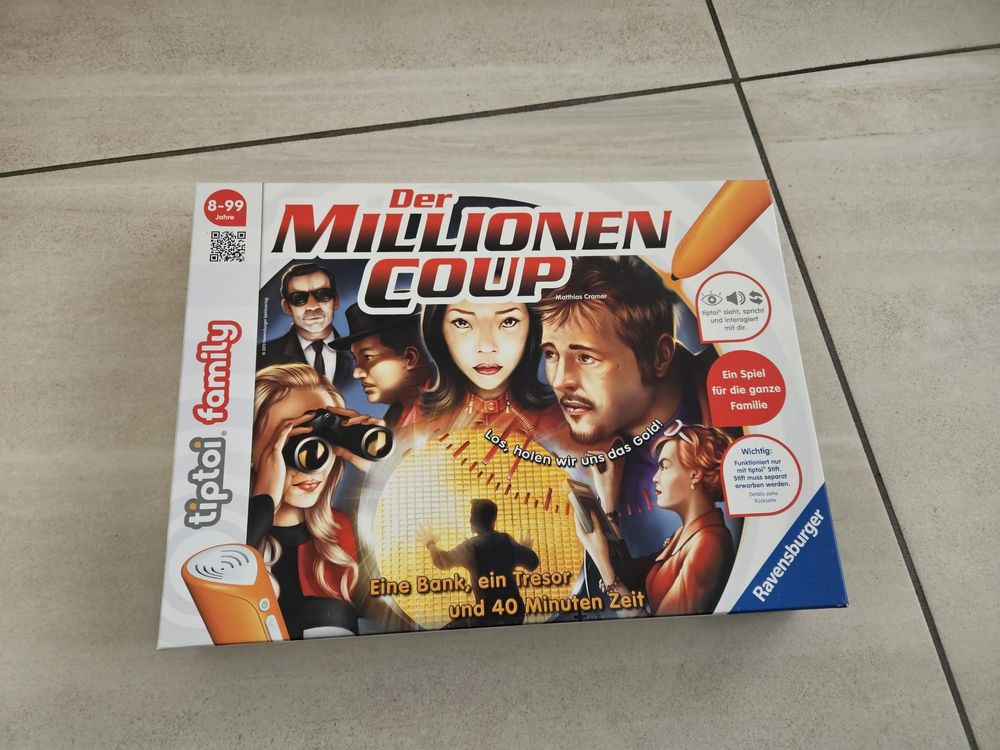 8-99
Jahre
Der
MILLIONEN
COUP
Matthias Cramer
tiptoi® family
tiptoi® sieht, spricht
und interagiert
mit dir.
Ein Spiel
für die ganze
Familie
Los, holen wir uns das Gold!
Wichtig:
Funktioniert nur
mit tiptoi® Stift.
Stift muss separat
erworben werden.
Details siehe
Rückseite
Eine Bank, ein Tresor
und 40 Minuten Zeit
Ravensburger